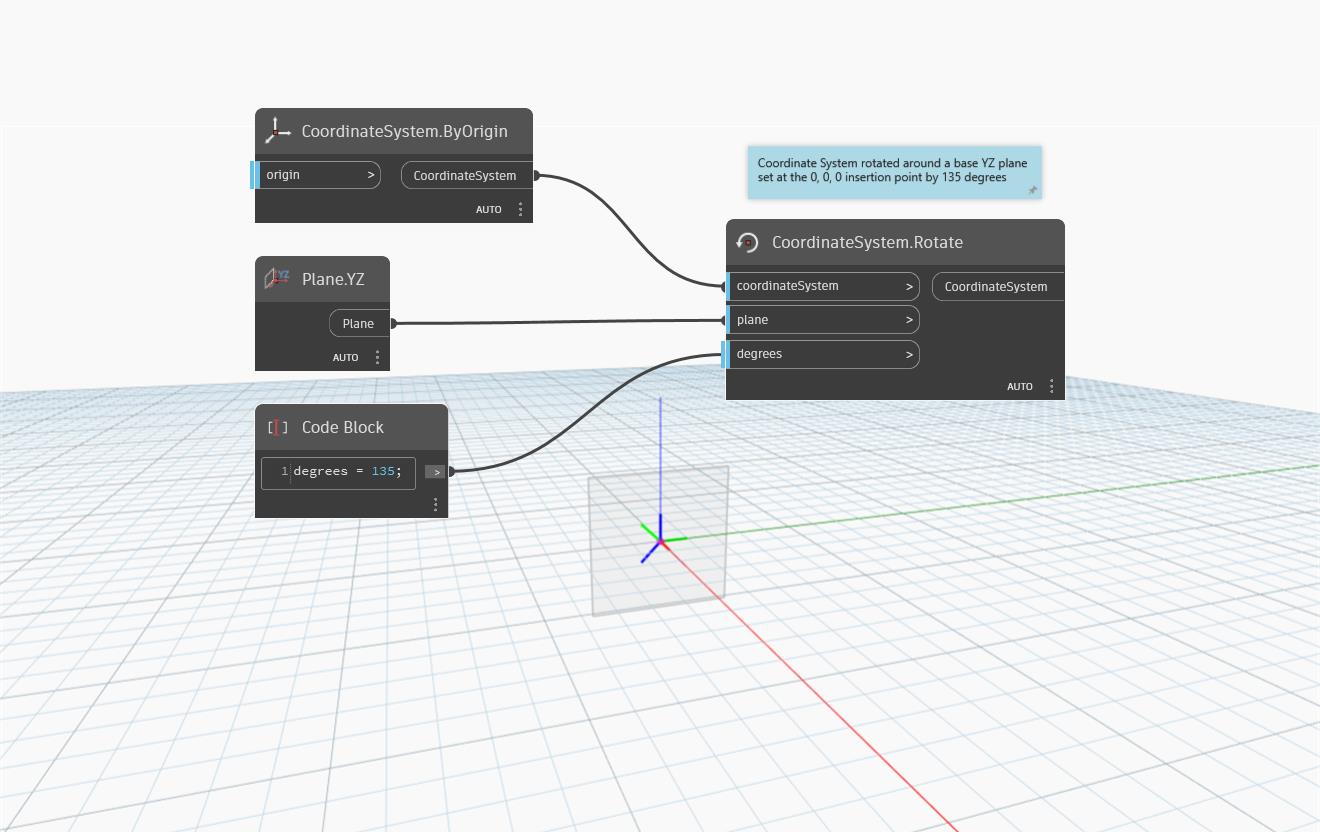 CoordinateSystem.ByOrigin
origin >
CoordinateSystem
AUTO
Coordinate System rotated around a base YZ plane
set at the 0, 0, 0 insertion point by 135 degrees
CoordinateSystem.Rotate
coordinateSystem >
CoordinateSystem
plane >
degrees >
AUTO
YZ
Plane.YZ
Plane
AUTO
[ ] Code Block
1 degrees = 135;
>